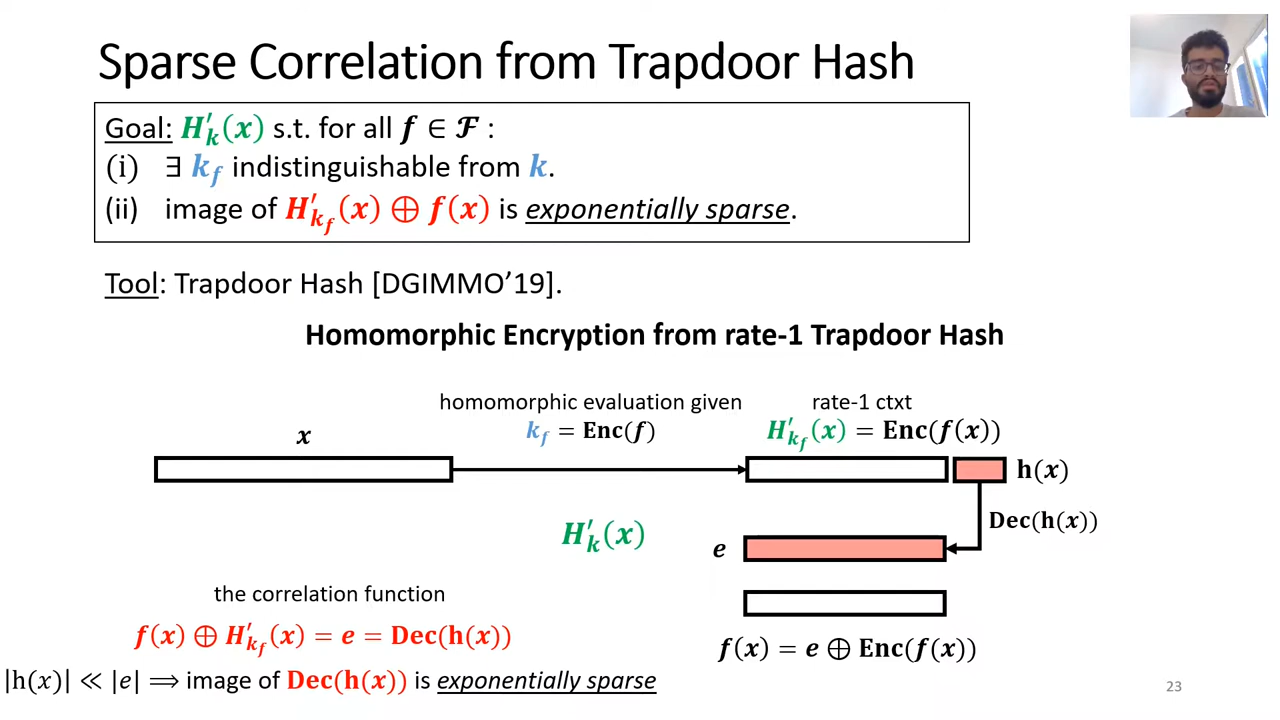 Sparse Correlation from Trapdoor Hash
Goal: H′ₖ(x) s.t. for all f ∈ 𝓕 :
(i) ∃ k_f indistinguishable from k.
(ii) image of H′_{k_f}(x) ⊕ f(x) is exponentially sparse.
Tool: Trapdoor Hash [DGIMMO’19].
Homomorphic Encryption from rate-1 Trapdoor Hash
homomorphic evaluation given
k_f = Enc(f)
rate-1 ctxt
H′_{k_f}(x) = Enc(f(x))
x
h(x)
Dec(h(x))
H′ₖ(x)
e
the correlation function
f(x) ⊕ H′_{k_f}(x) = e = Dec(h(x))
f(x) = e ⊕ Enc(f(x))
|h(x)| ≪ |e| ⟹ image of Dec(h(x)) is exponentially sparse
23